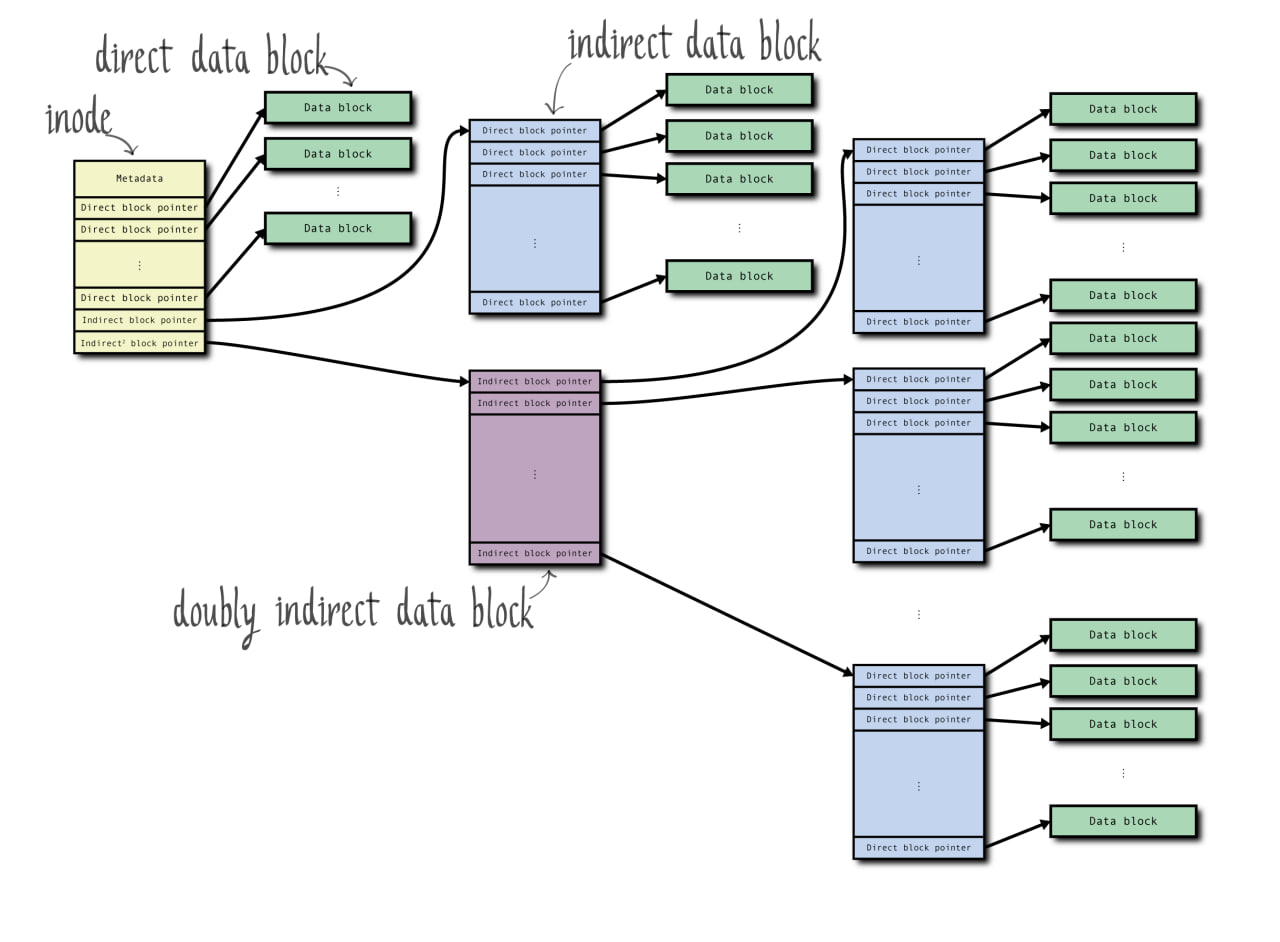 direct data block
inode
Metadata
Direct block pointer
Direct block pointer
⋮
Direct block pointer
Indirect block pointer
Indirect² block pointer
Data block
Data block
⋮
Data block
indirect data block
Direct block pointer
Direct block pointer
Direct block pointer
⋮
Direct block pointer
Data block
Data block
Data block
⋮
Data block
Indirect block pointer
Indirect block pointer
⋮
Indirect block pointer
doubly indirect data block
Direct block pointer
Direct block pointer
Direct block pointer
⋮
Direct block pointer
Data block
Data block
Data block
⋮
Data block
Direct block pointer
Direct block pointer
Direct block pointer
⋮
Direct block pointer
Data block
Data block
Data block
⋮
Data block
⋮
Direct block pointer
Direct block pointer
Direct block pointer
⋮
Direct block pointer
Data block
Data block
Data block
⋮
Data block